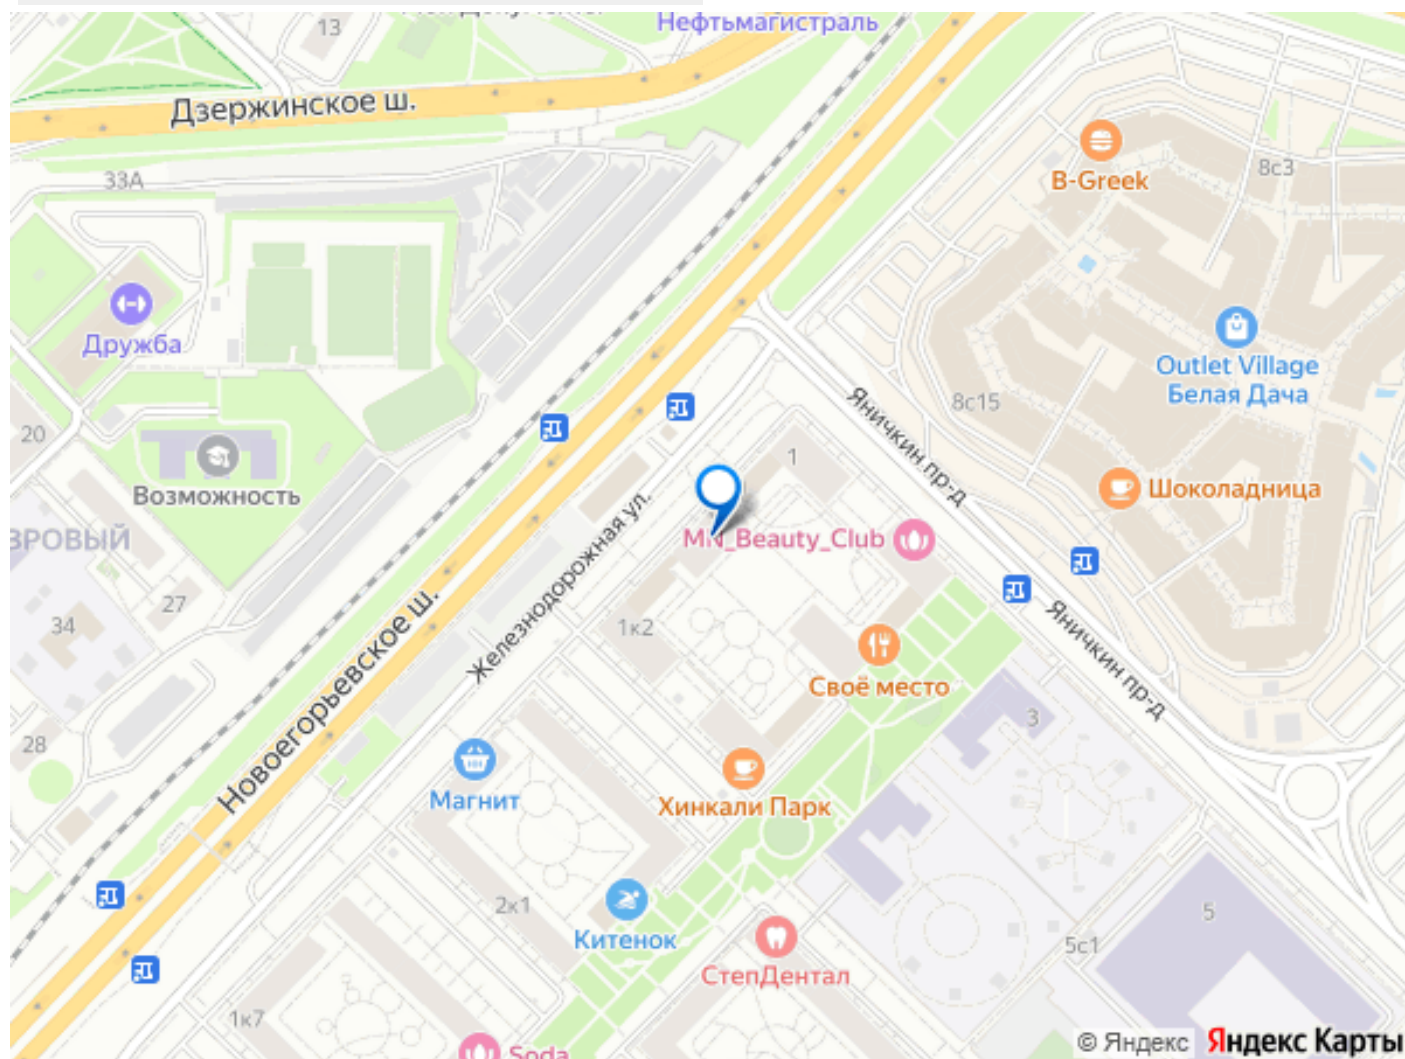 Нефтьмагистраль
13
Дзержинское ш.
33А
B-Greek
8с3
Дружба
Outlet Village
Белая Дача
8с15
Яничкин пр-д
20
1
Возможность
Шоколадница
MN_Beauty_Club
Железнодорожная ул.
27
34
1к2
Своё место
Яничкин пр-д
Новоегорьевское ш.
3
28
Магнит
Хинкали Парк
2к1
5
Китенок
5с1
СтепДентал
1к7
Soda
© Яндекс Яндекс Карты